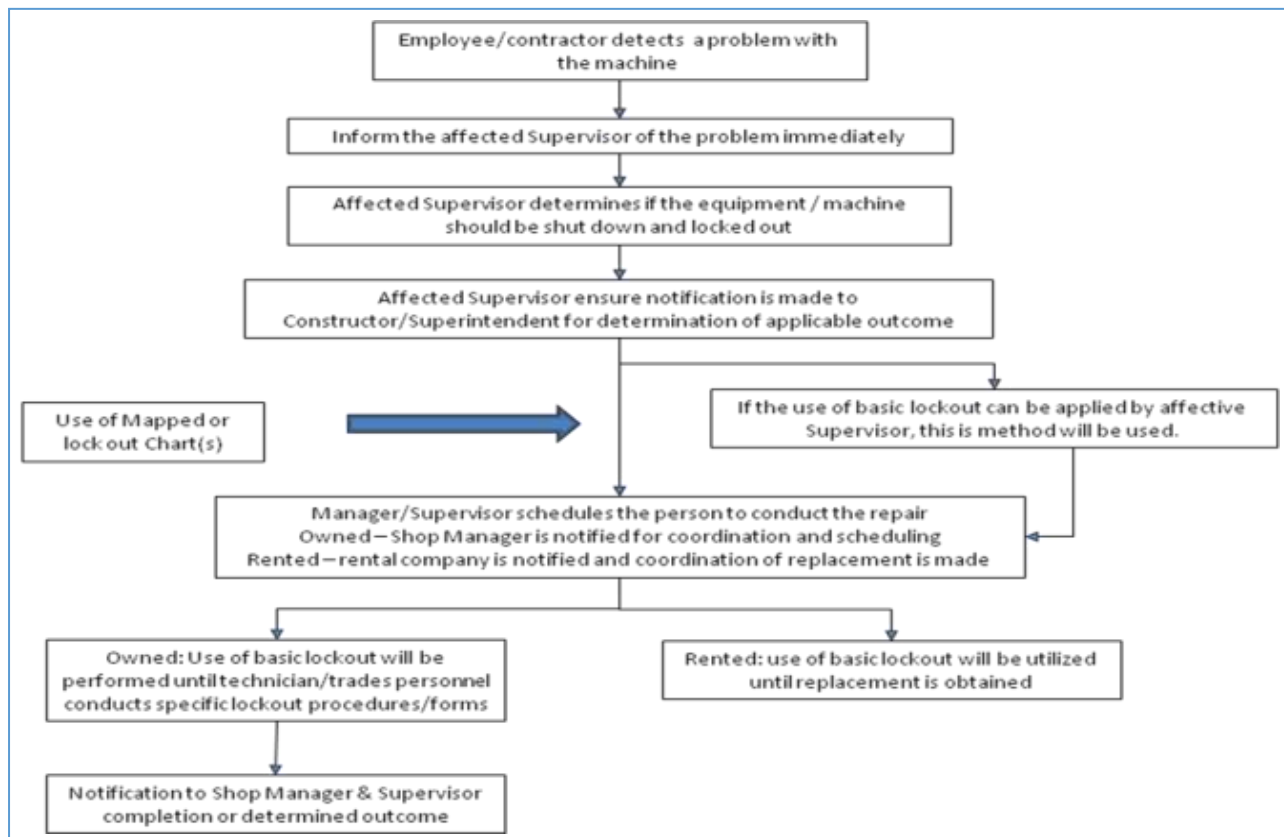 Employee/contractor detects a problem with
the machine
Inform the affected Supervisor of the problem immediately
Affected Supervisor determines if the equipment / machine
should be shut down and locked out
Affected Supervisor ensure notification is made to
Constructor/Superintendent for determination of applicable outcome
Use of Mapped or
lock out Chart(s)
If the use of basic lockout can be applied by affective
Supervisor, this is method will be used.
Manager/Supervisor schedules the person to conduct the repair
Owned – Shop Manager is notified for coordination and scheduling
Rented – rental company is notified and coordination of replacement is made
Owned: Use of basic lockout will be
performed until technician/trades personnel
conducts specific lockout procedures/forms
Rented: use of basic lockout will be utilized
until replacement is obtained
Notification to Shop Manager & Supervisor
completion or determined outcome